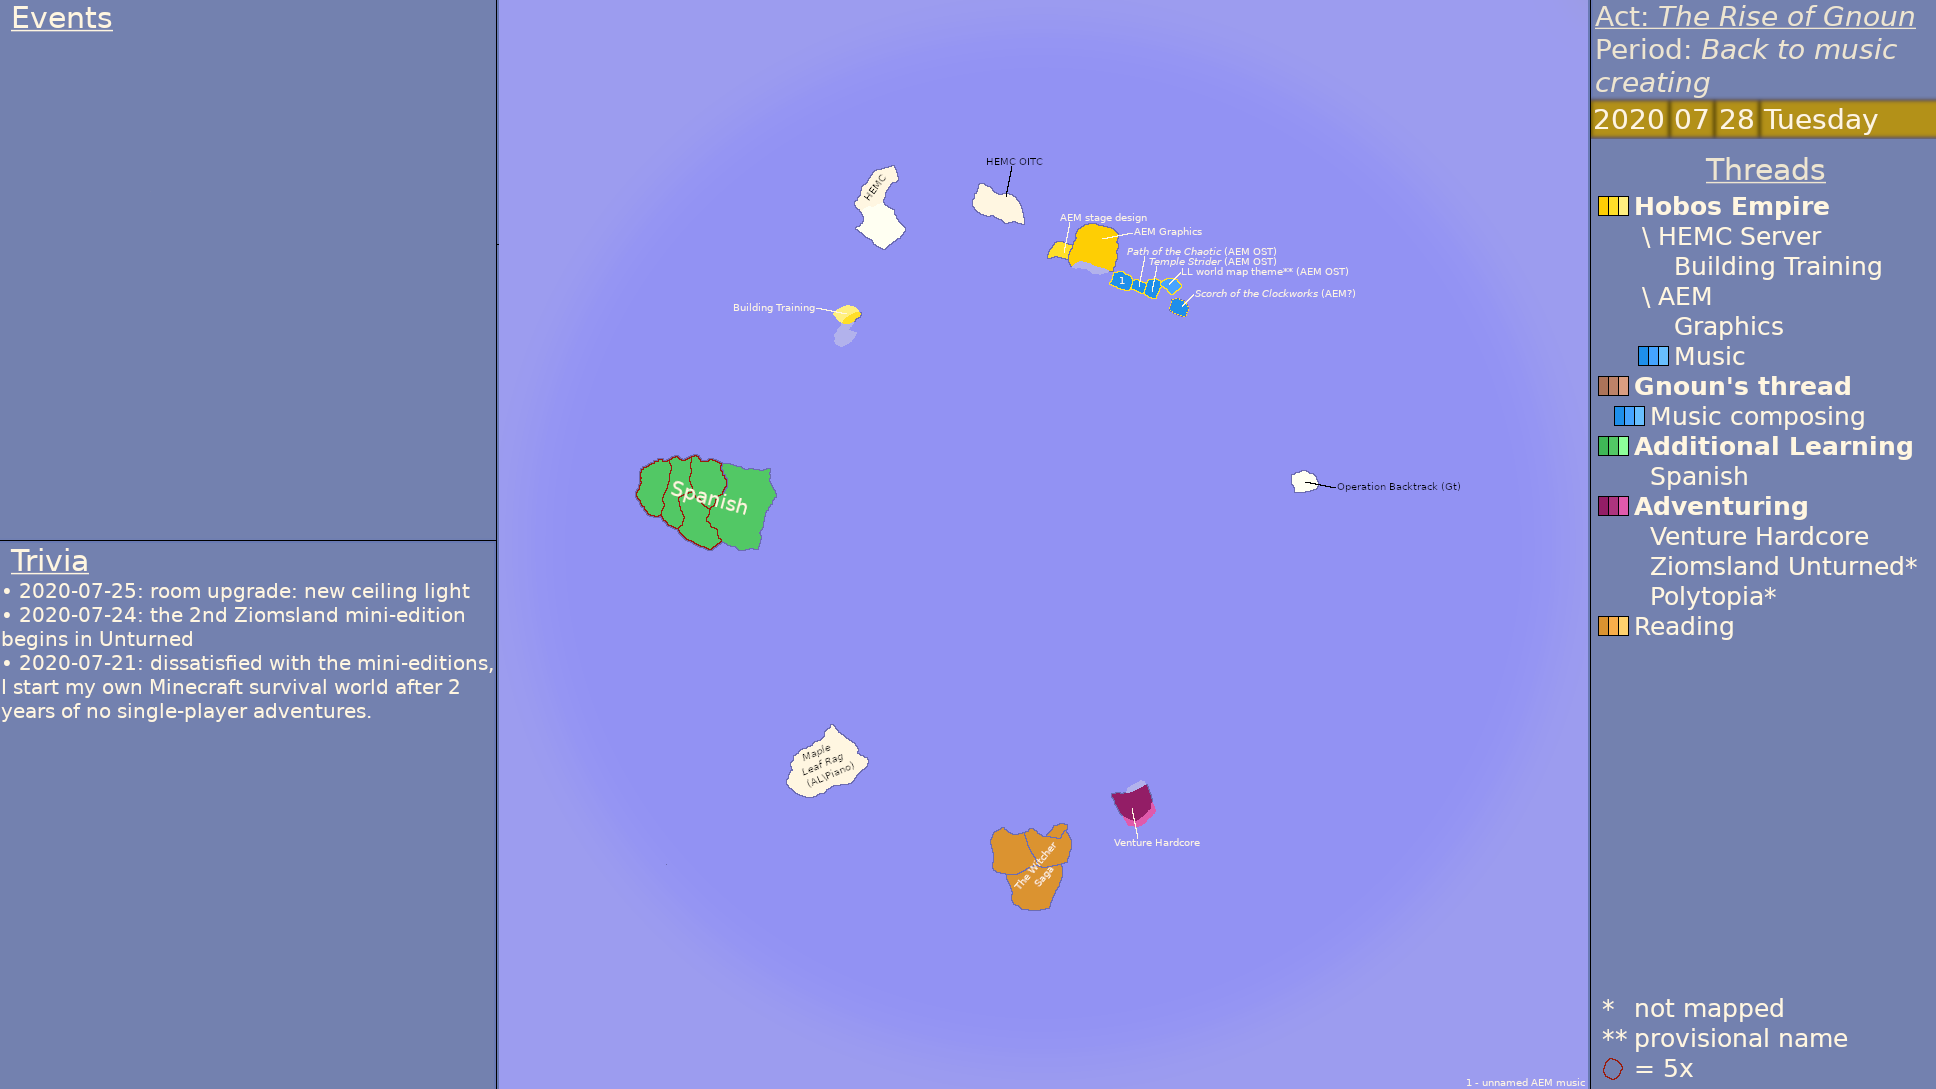 Events
Trivia
• 2020-07-25: room upgrade: new ceiling light
• 2020-07-24: the 2nd Ziomsland mini-edition
begins in Unturned
• 2020-07-21: dissatisfied with the mini-editions,
I start my own Minecraft survival world after 2
years of no single-player adventures.
HEMC
HEMC OITC
AEM stage design
AEM Graphics
Path of the Chaotic (AEM OST)
Temple Strider (AEM OST)
LL world map theme** (AEM OST)
1
Scorch of the Clockworks (AEM?)
Building Training
Spanish
Operation Backtrack (Gt)
Maple
Leaf Rag
(AL\Piano)
Venture Hardcore
The Witcher
Saga
1 - unnamed AEM music
Act: The Rise of Gnoun
Period: Back to music
creating
2020 07 28 Tuesday
Threads
Hobos Empire
\ HEMC Server
Building Training
\ AEM
Graphics
Music
Gnoun's thread
Music composing
Additional Learning
Spanish
Adventuring
Venture Hardcore
Ziomsland Unturned*
Polytopia*
Reading
* not mapped
** provisional name
= 5x